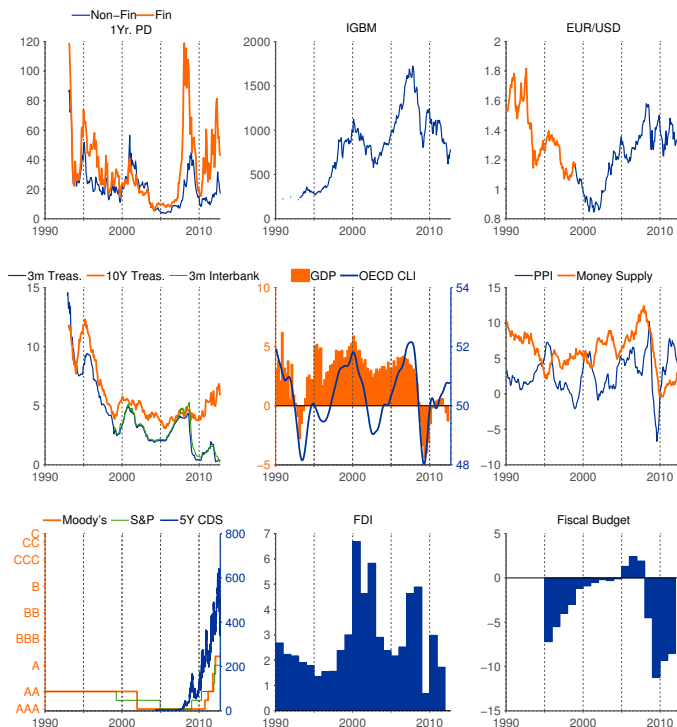 Non-Fin Fin
1Yr. PD IGBM EUR/USD
120 2000 2
100 1.8
80 1500 1.6
60 1000 1.4
40 1.2
20 500 1
0 0 0.8
1990 2000 2010 1990 2000 2010 1990 2000 2010
3m Treas. 10Y Treas. 3m Interbank GDP OECD CLI PPI Money Supply
15 10 54 15
10 5 52 10
5
5 0 50 0
-5
0 -5 48 -10
1990 2000 2010 1990 2000 2010 1990 2000 2010
Moody's S&P 5Y CDS FDI Fiscal Budget
C 800 7 5
CC
CCC 6
B 600 5 0
BB 400 4
BBB 3 -5
A 200 2 -10
AA 1
AAA 0 0 -15
1990 2000 2010 1990 2000 2010 1990 2000 2010